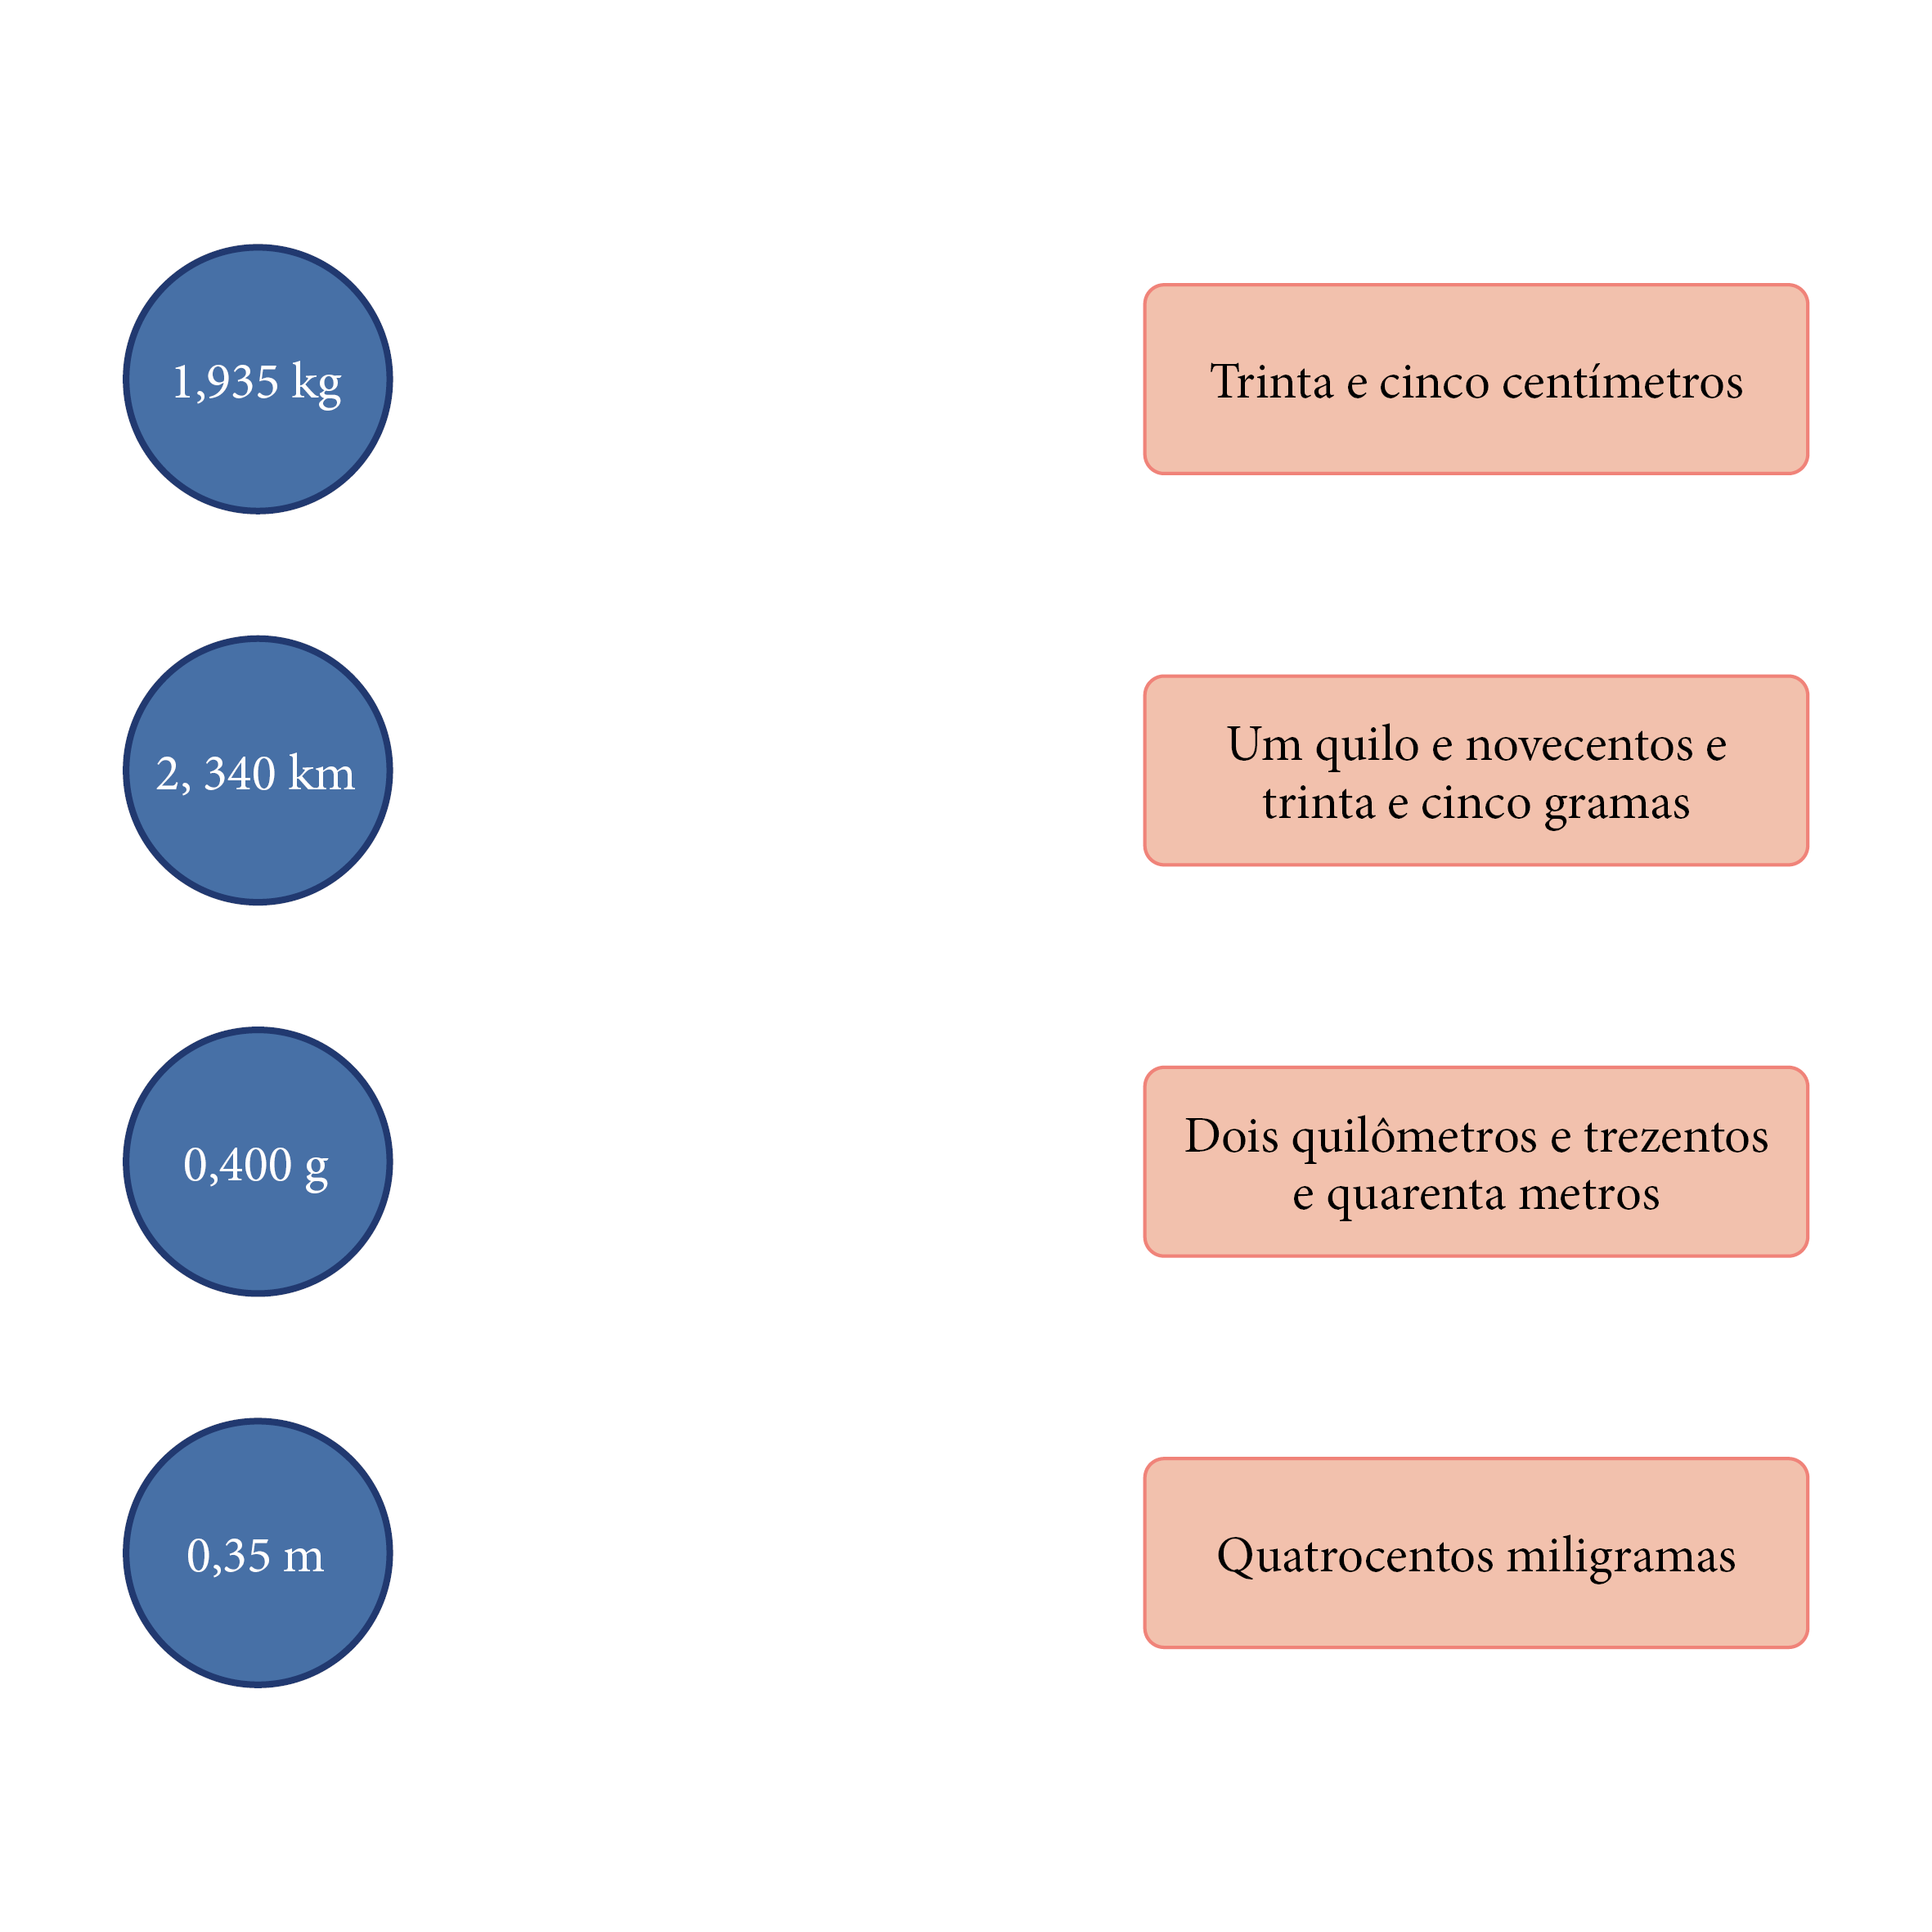 1,935 kg
Trinta e cinco centímetros
2, 340 km
Um quilo e novecentos e
trinta e cinco gramas
0,400 g
Dois quilômetros e trezentos
e quarenta metros
0,35 m
Quatrocentos miligramas